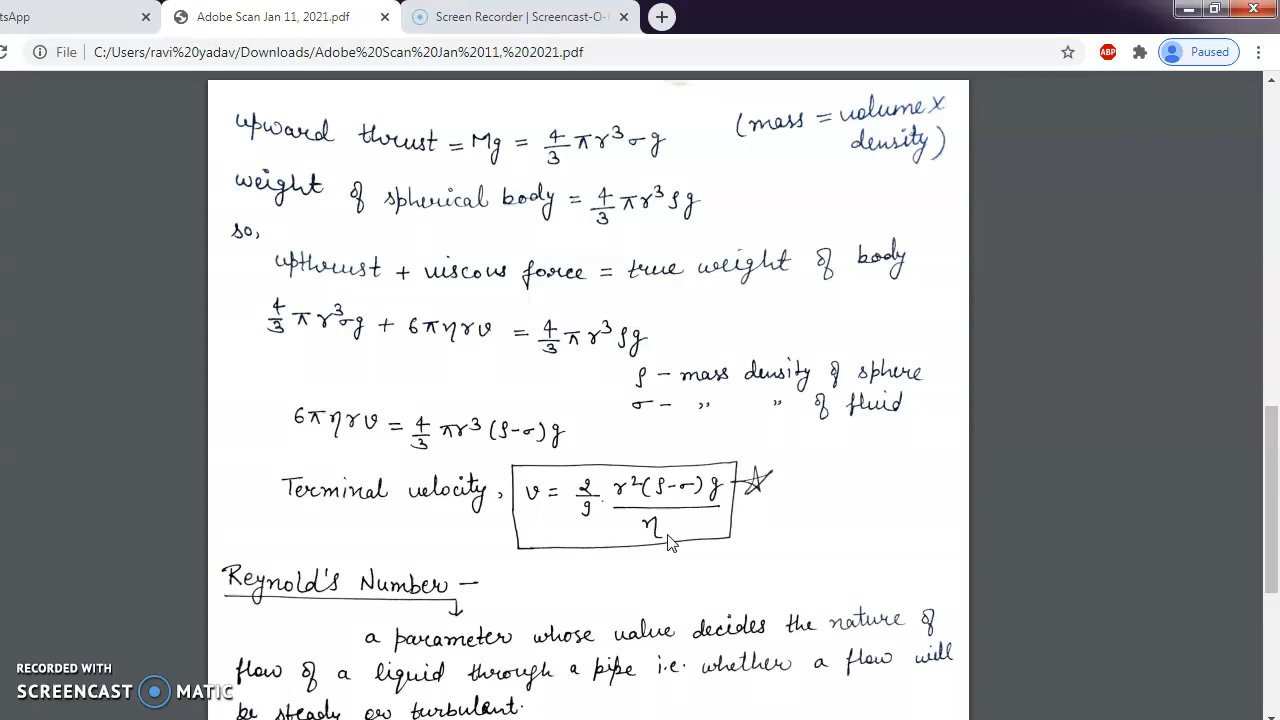 tsApp
Adobe Scan Jan 11, 2021.pdf
Screen Recorder | Screencast-O-
File
C:/Users/ravi%20yadav/Downloads/Adobe%20Scan%20Jan%2011,%202021.pdf
ABP
Paused
upward thrust = Mg = 4/3 πr³σg (mass = volume x density)
weight of spherical body = 4/3 πr³ρg
so,
upthrust + viscous force = true weight of body
4/3 πr³σg + 6πηrv = 4/3 πr³ρg
ρ – mass density of sphere
σ – " " of fluid
6πηrv = 4/3 πr³(ρ-σ)g
Terminal velocity, v = 2/9 . r²(ρ-σ)g / η
Reynold's Number –
a parameter whose value decides the nature of
flow of a liquid through a pipe i.e. whether a flow will
be steady or turbulent.
RECORDED WITH
SCREENCAST MATIC